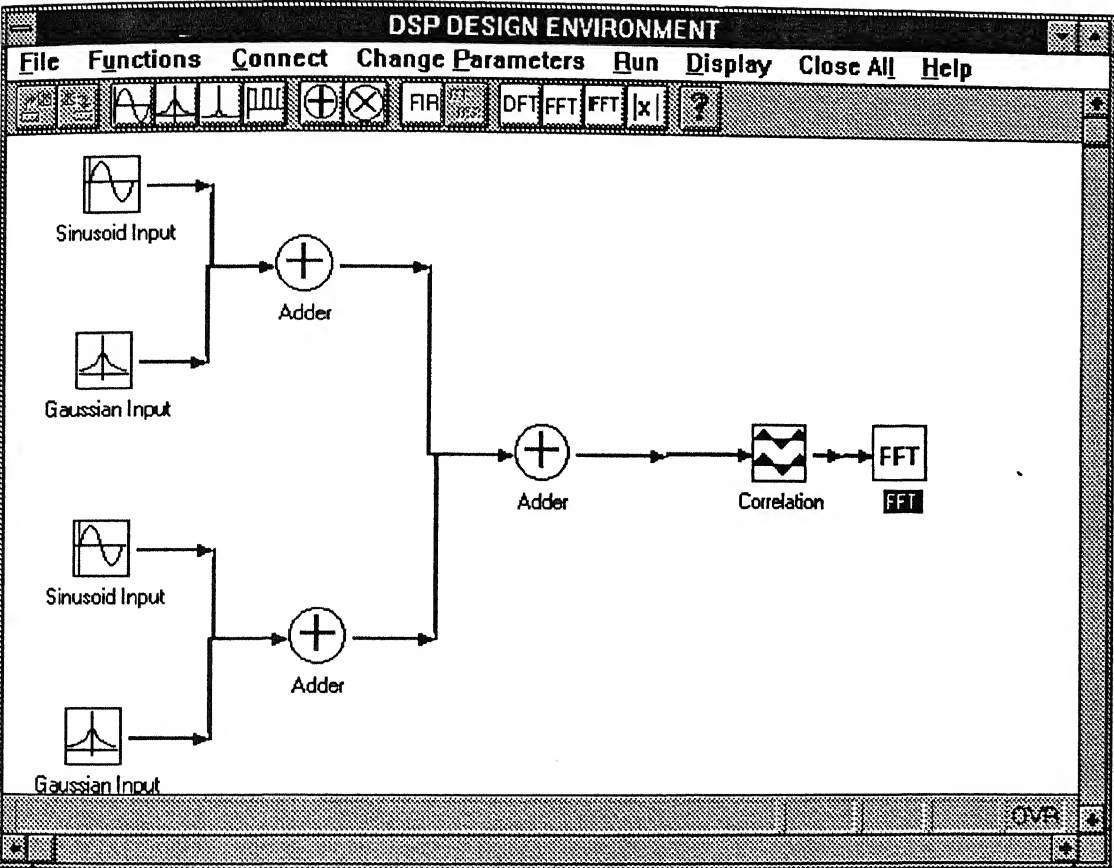 DSP DESIGN ENVIRONMENT
File Functions Connect Change Parameters Run Display Close All Help
FIR DFT FFT IFFT |x| ?
Sinusoid Input
Adder
Gaussian Input
FFT
Adder
Correlation
FFT
Sinusoid Input
Adder
Gaussian Input
OVR